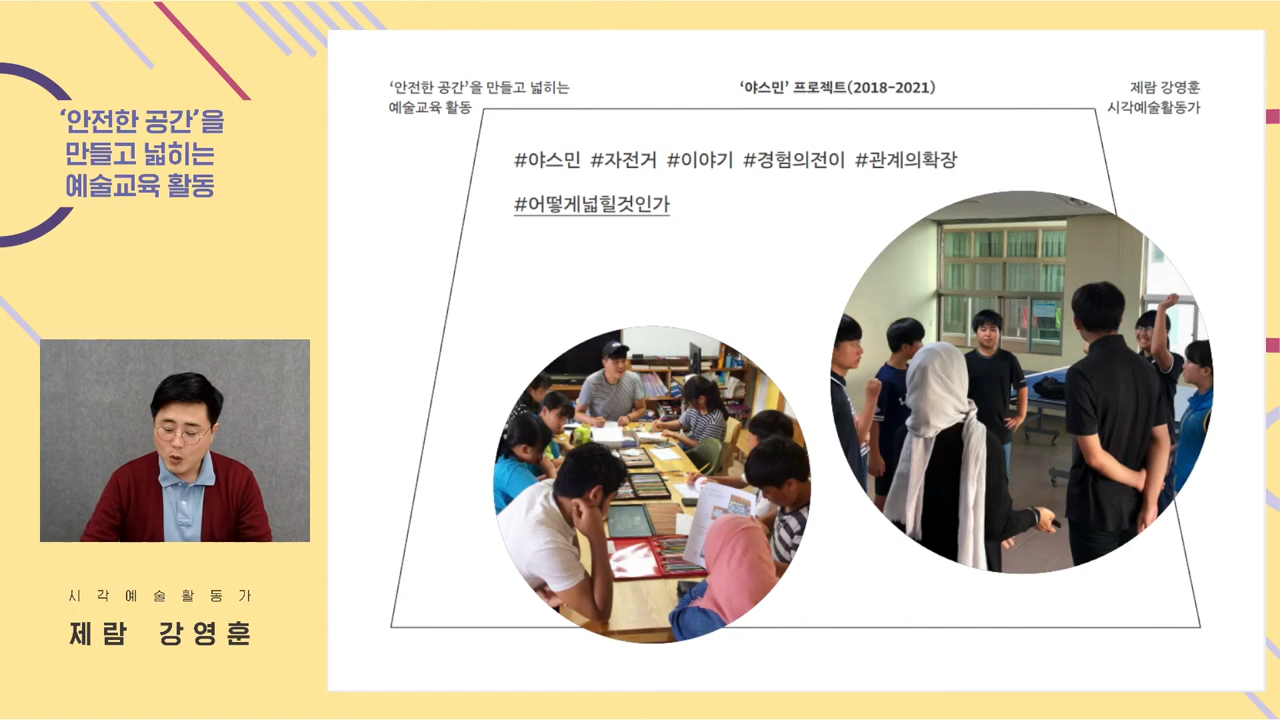 ‘안전한 공간’을
만들고 넓히는
예술교육 활동
시각예술활동가
제람 강영훈
‘안전한 공간’을 만들고 넓히는
예술교육 활동
‘야스민’ 프로젝트(2018-2021)
제람 강영훈
시각예술활동가
#야스민 #자전거 #이야기 #경험의전이 #관계의확장
#어떻게넓힐것인가